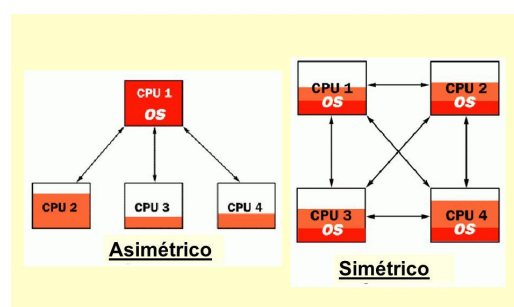 CPU 1
OS
CPU 2
CPU 3
CPU 4
Asimétrico
CPU 1
OS
CPU 2
OS
CPU 3
OS
CPU 4
OS
Simétrico